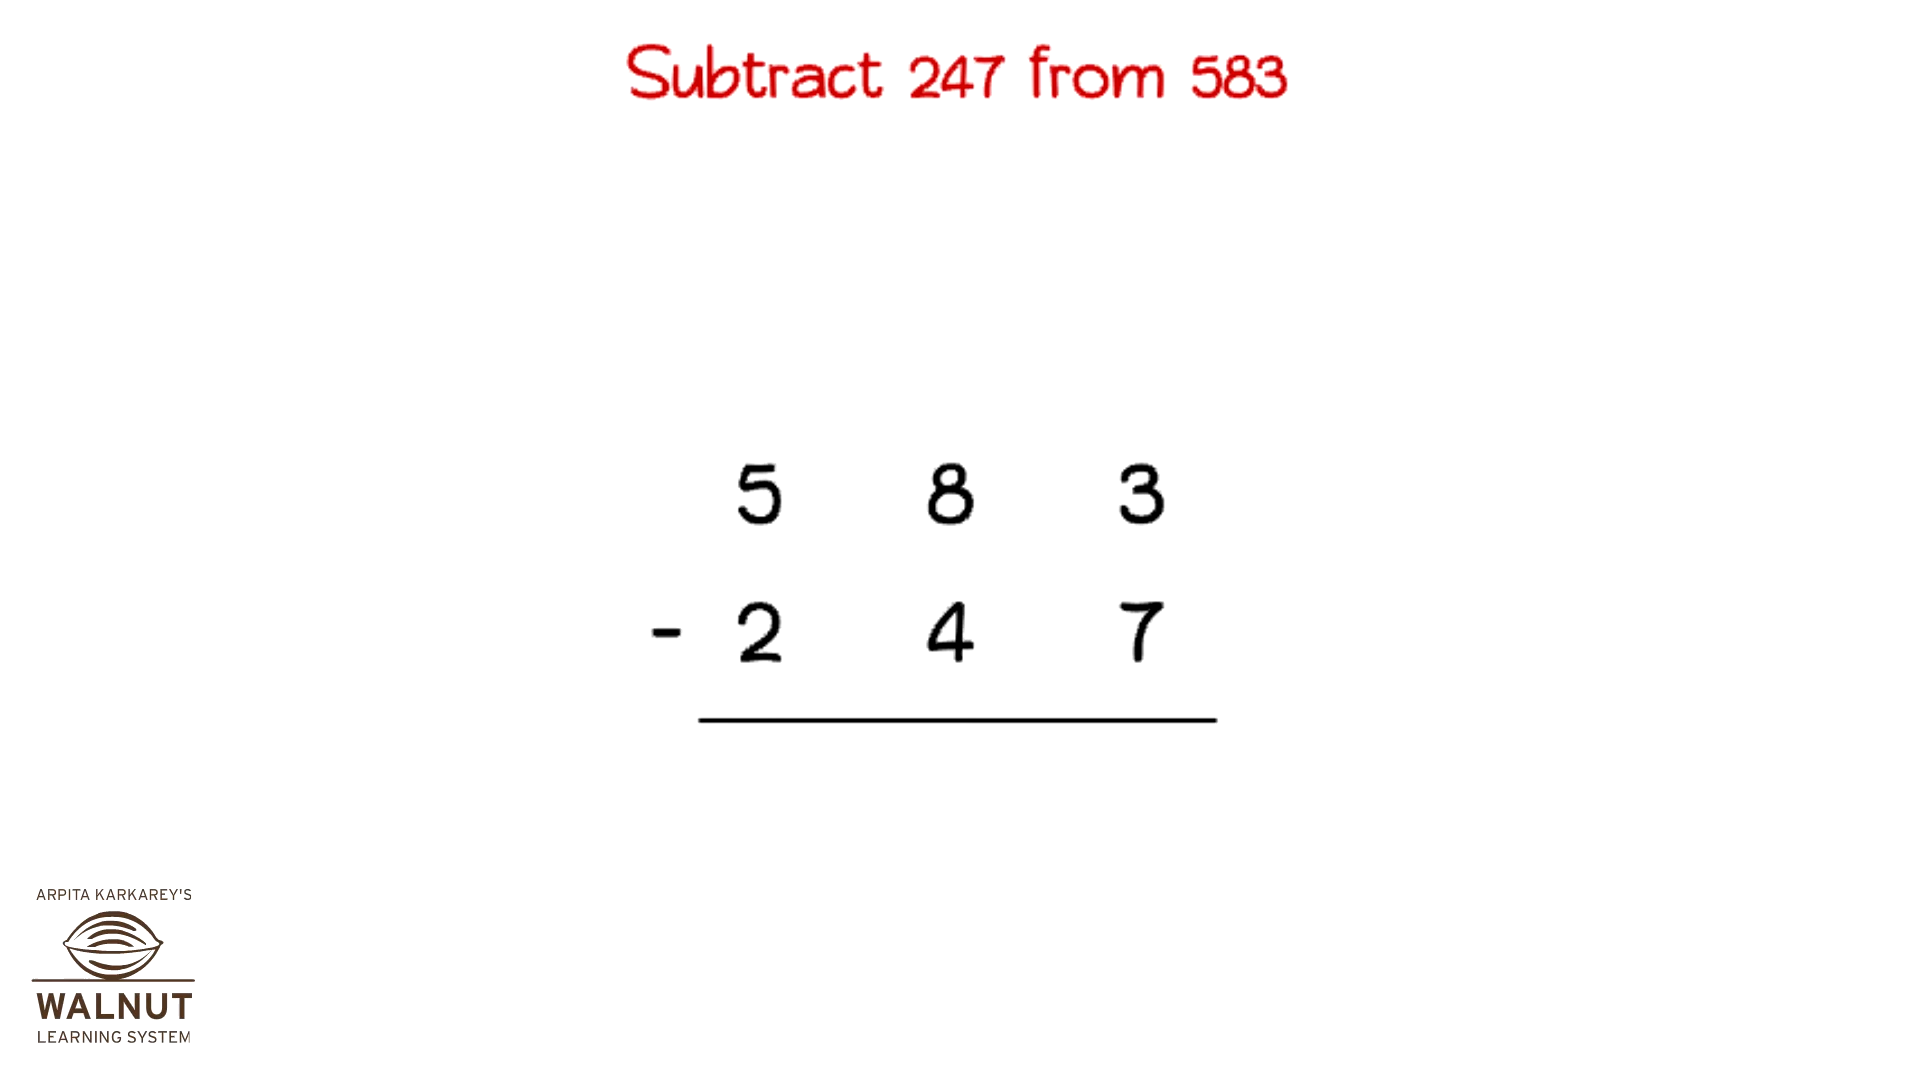 Subtract 247 from 583
5 8 3
- 2 4 7
ARPITA KARKAREY'S
WALNUT
LEARNING SYSTEM